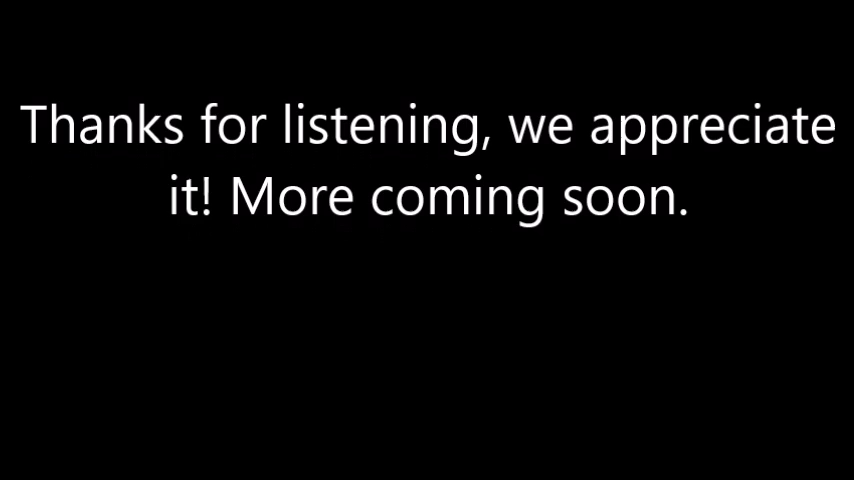 Thanks for listening, we appreciate
it! More coming soon.